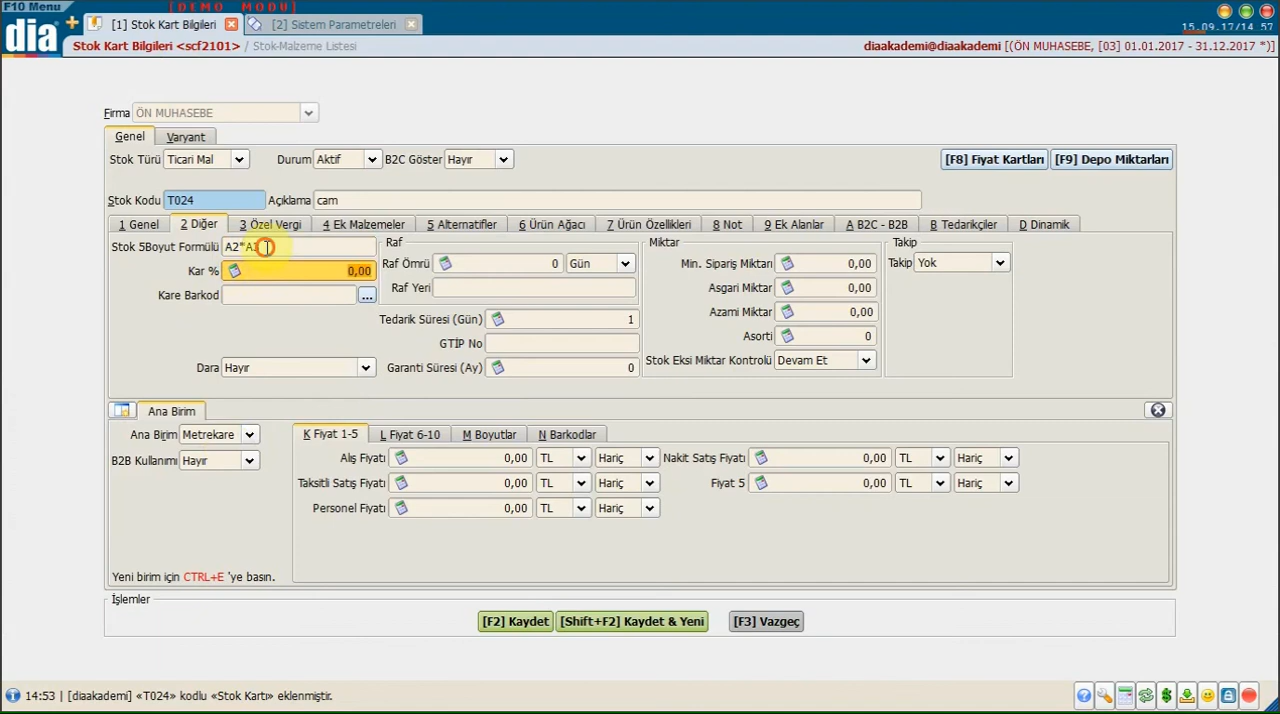 F10 Menu
[DEMO MODU]
[1] Stok Kart Bilgileri
[2] Sistem Parametreleri
15.09.17/14 57
dia
Stok Kart Bilgileri <scf2101> / Stok-Malzeme Listesi
diaakademi@diaakademi [(ÖN MUHASEBE, [03] 01.01.2017 - 31.12.2017 *)]
Firma ÖN MUHASEBE
Genel Varyant
Stok Türü Ticari Mal Durum Aktif B2C Göster Hayır [F8] Fiyat Kartları [F9] Depo Miktarları
Stok Kodu T024 Açıklama cam
1 Genel 2 Diğer 3 Özel Vergi 4 Ek Malzemeler 5 Alternatifler 6 Ürün Ağacı 7 Ürün Özellikleri 8 Not 9 Ek Alanlar A B2C - B2B B Tedarikçiler D Dinamik
Stok 5Boyut Formülü Raf Miktar Takip
Kar % 0,00 Raf Ömrü 0 Gün Min. Sipariş Miktarı 0,00 Takip Yok
Kare Barkod ... Raf Yeri Asgari Miktar 0,00
Tedarik Süresi (Gün) 1 Azami Miktar 0,00
GTİP No Asorti 0
Dara Hayır Garanti Süresi (Ay) 0 Stok Eksi Miktar Kontrolü Devam Et
Ana Birim
Ana Birim Metrekare K Fiyat 1-5 L Fiyat 6-10 M Boyutlar N Barkodlar
B2B Kullanımı Hayır Alış Fiyatı 0,00 TL Hariç Nakit Satış Fiyatı 0,00 TL Hariç
Taksitli Satış Fiyatı 0,00 TL Hariç Fiyat 5 0,00 TL Hariç
Personel Fiyatı 0,00 TL Hariç
Yeni birim için CTRL+E 'ye basın.
İşlemler
[F2] Kaydet [Shift+F2] Kaydet & Yeni [F3] Vazgeç
14:53 | [diaakademi] «T024» kodlu «Stok Kartı» eklenmiştir.